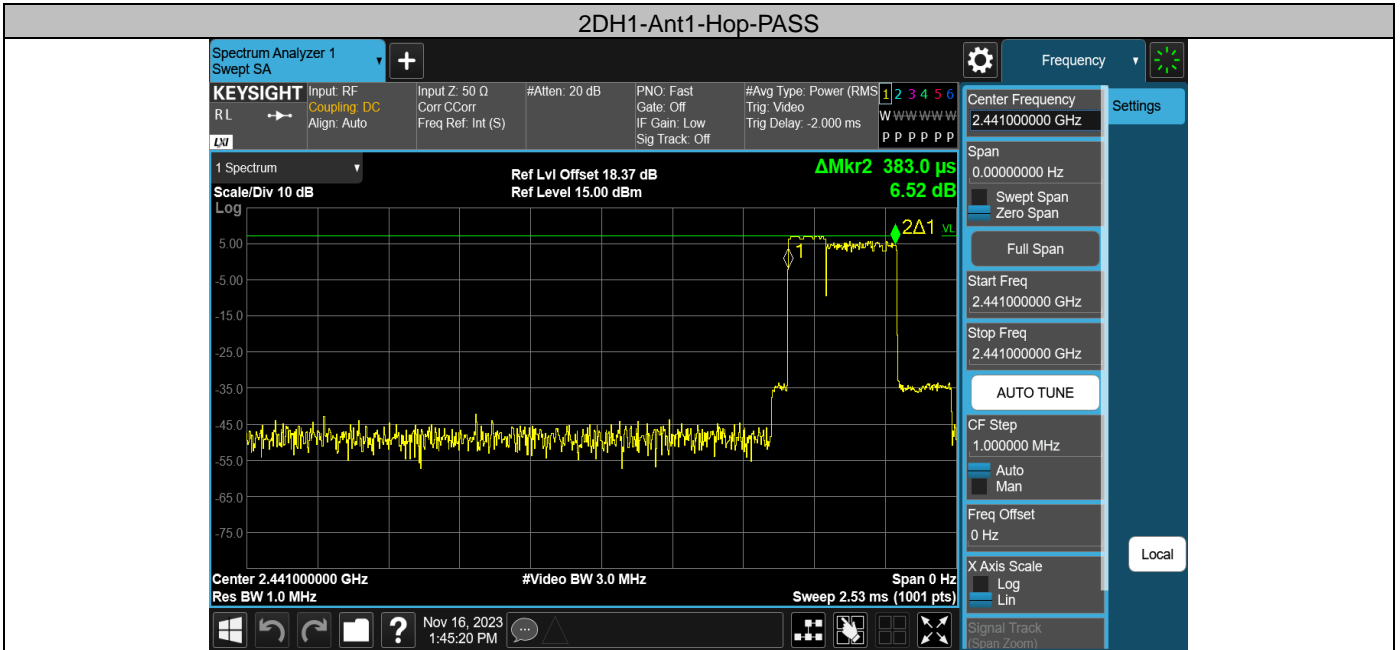 2DH1-Ant1-Hop-PASS
Spectrum Analyzer 1
Swept SA
Frequency
KEYSIGHT
RL
LXI
Input: RF
Coupling: DC
Align: Auto
Input Z: 50 Ω
Corr CCorr
Freq Ref: Int (S)
#Atten: 20 dB
PNO: Fast
Gate: Off
IF Gain: Low
Sig Track: Off
#Avg Type: Power (RMS
Trig: Video
Trig Delay: -2.000 ms
1 2 3 4 5 6
W W W W W W
P P P P P P
1 Spectrum
Scale/Div 10 dB
Log
Ref Lvl Offset 18.37 dB
Ref Level 15.00 dBm
ΔMkr2 383.0 µs
6.52 dB
2Δ1
VL
1
5.00
-5.00
-15.0
-25.0
-35.0
-45.0
-55.0
-65.0
-75.0
Center 2.441000000 GHz
#Video BW 3.0 MHz
Span 0 Hz
Res BW 1.0 MHz
Sweep 2.53 ms (1001 pts)
Center Frequency
2.441000000 GHz
Settings
Span
0.00000000 Hz
Swept Span
Zero Span
Full Span
Start Freq
2.441000000 GHz
Stop Freq
2.441000000 GHz
AUTO TUNE
CF Step
1.000000 MHz
Auto
Man
Freq Offset
0 Hz
X Axis Scale
Log
Lin
Signal Track
(Span Zoom)
Local
?
Nov 16, 2023
1:45:20 PM